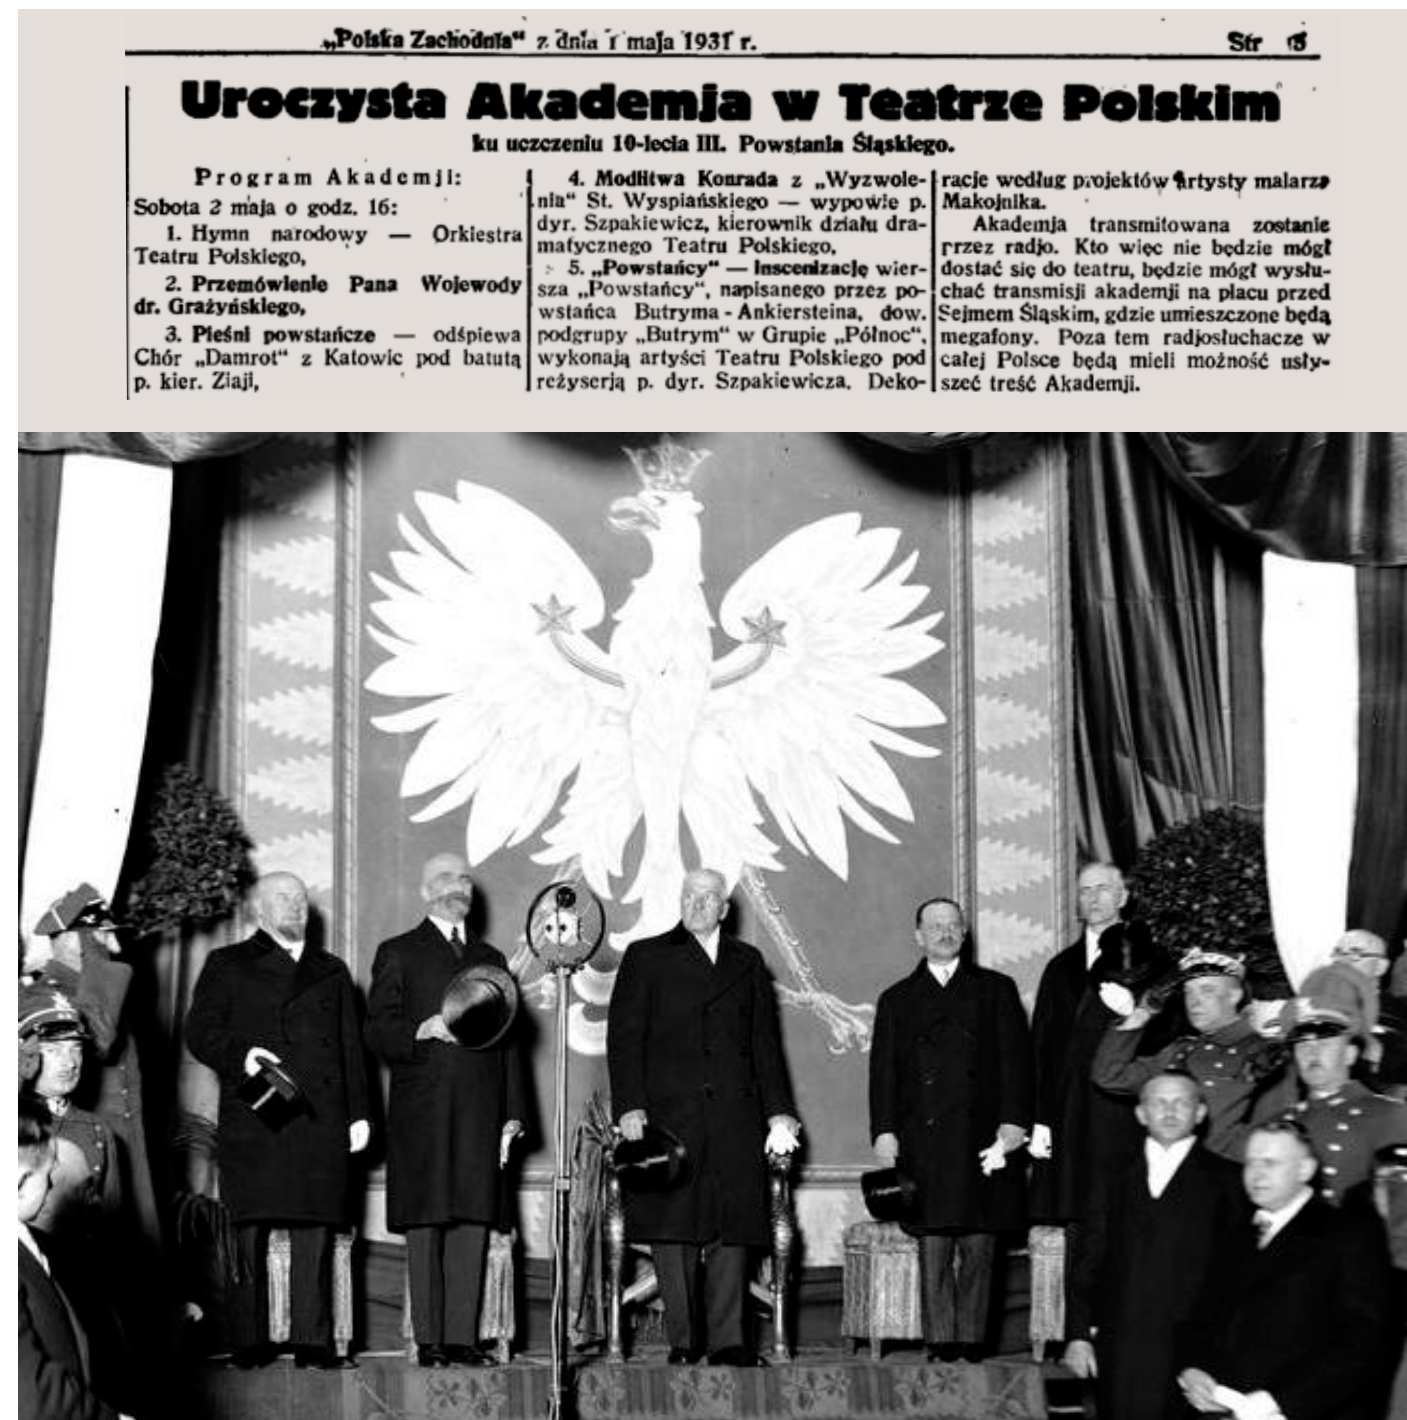 „Polska Zachodnia“ z dnia 1 maja 1931 r. Str 5
Uroczysta Akademja w Teatrze Polskim
ku uczczeniu 10-lecia III. Powstania Śląskiego.
Program Akademji:
Sobota 2 maja o godz. 16:
1. Hymn narodowy — Orkiestra
Teatru Polskiego,
2. Przemówienie Pana Wojewody
dr. Grażyńskiego,
3. Pieśni powstańcze — odśpiewa
Chór „Damrot“ z Katowic pod batutą
p. kier. Ziaji,
4. Modlitwa Konrada z „Wyzwole-
nia“ St. Wyspiańskiego — wypowie p.
dyr. Szpakiewicz, kierownik działu dra-
matycznego Teatru Polskiego,
5. „Powstańcy“ — Inscenizację wier-
sza „Powstańcy“, napisanego przez po-
wstańca Butryma - Ankiersteina, dow.
podgrupy „Butrym“ w Grupie „Północ“,
wykonają artyści Teatru Polskiego pod
reżyserją p. dyr. Szpakiewicza. Deko-
racje według projektów artysty malarza
Makojnika.
Akademja transmitowana zostanie
przez radjo. Kto więc nie będzie mógł
dostać się do teatru, będzie mógł wysłu-
chać transmisji akademji na placu przed
Sejmem Śląskim, gdzie umieszczone będą
megafony. Poza tem radjosłuchacze w
całej Polsce będą mieli możność usły-
szeć treść Akademji.